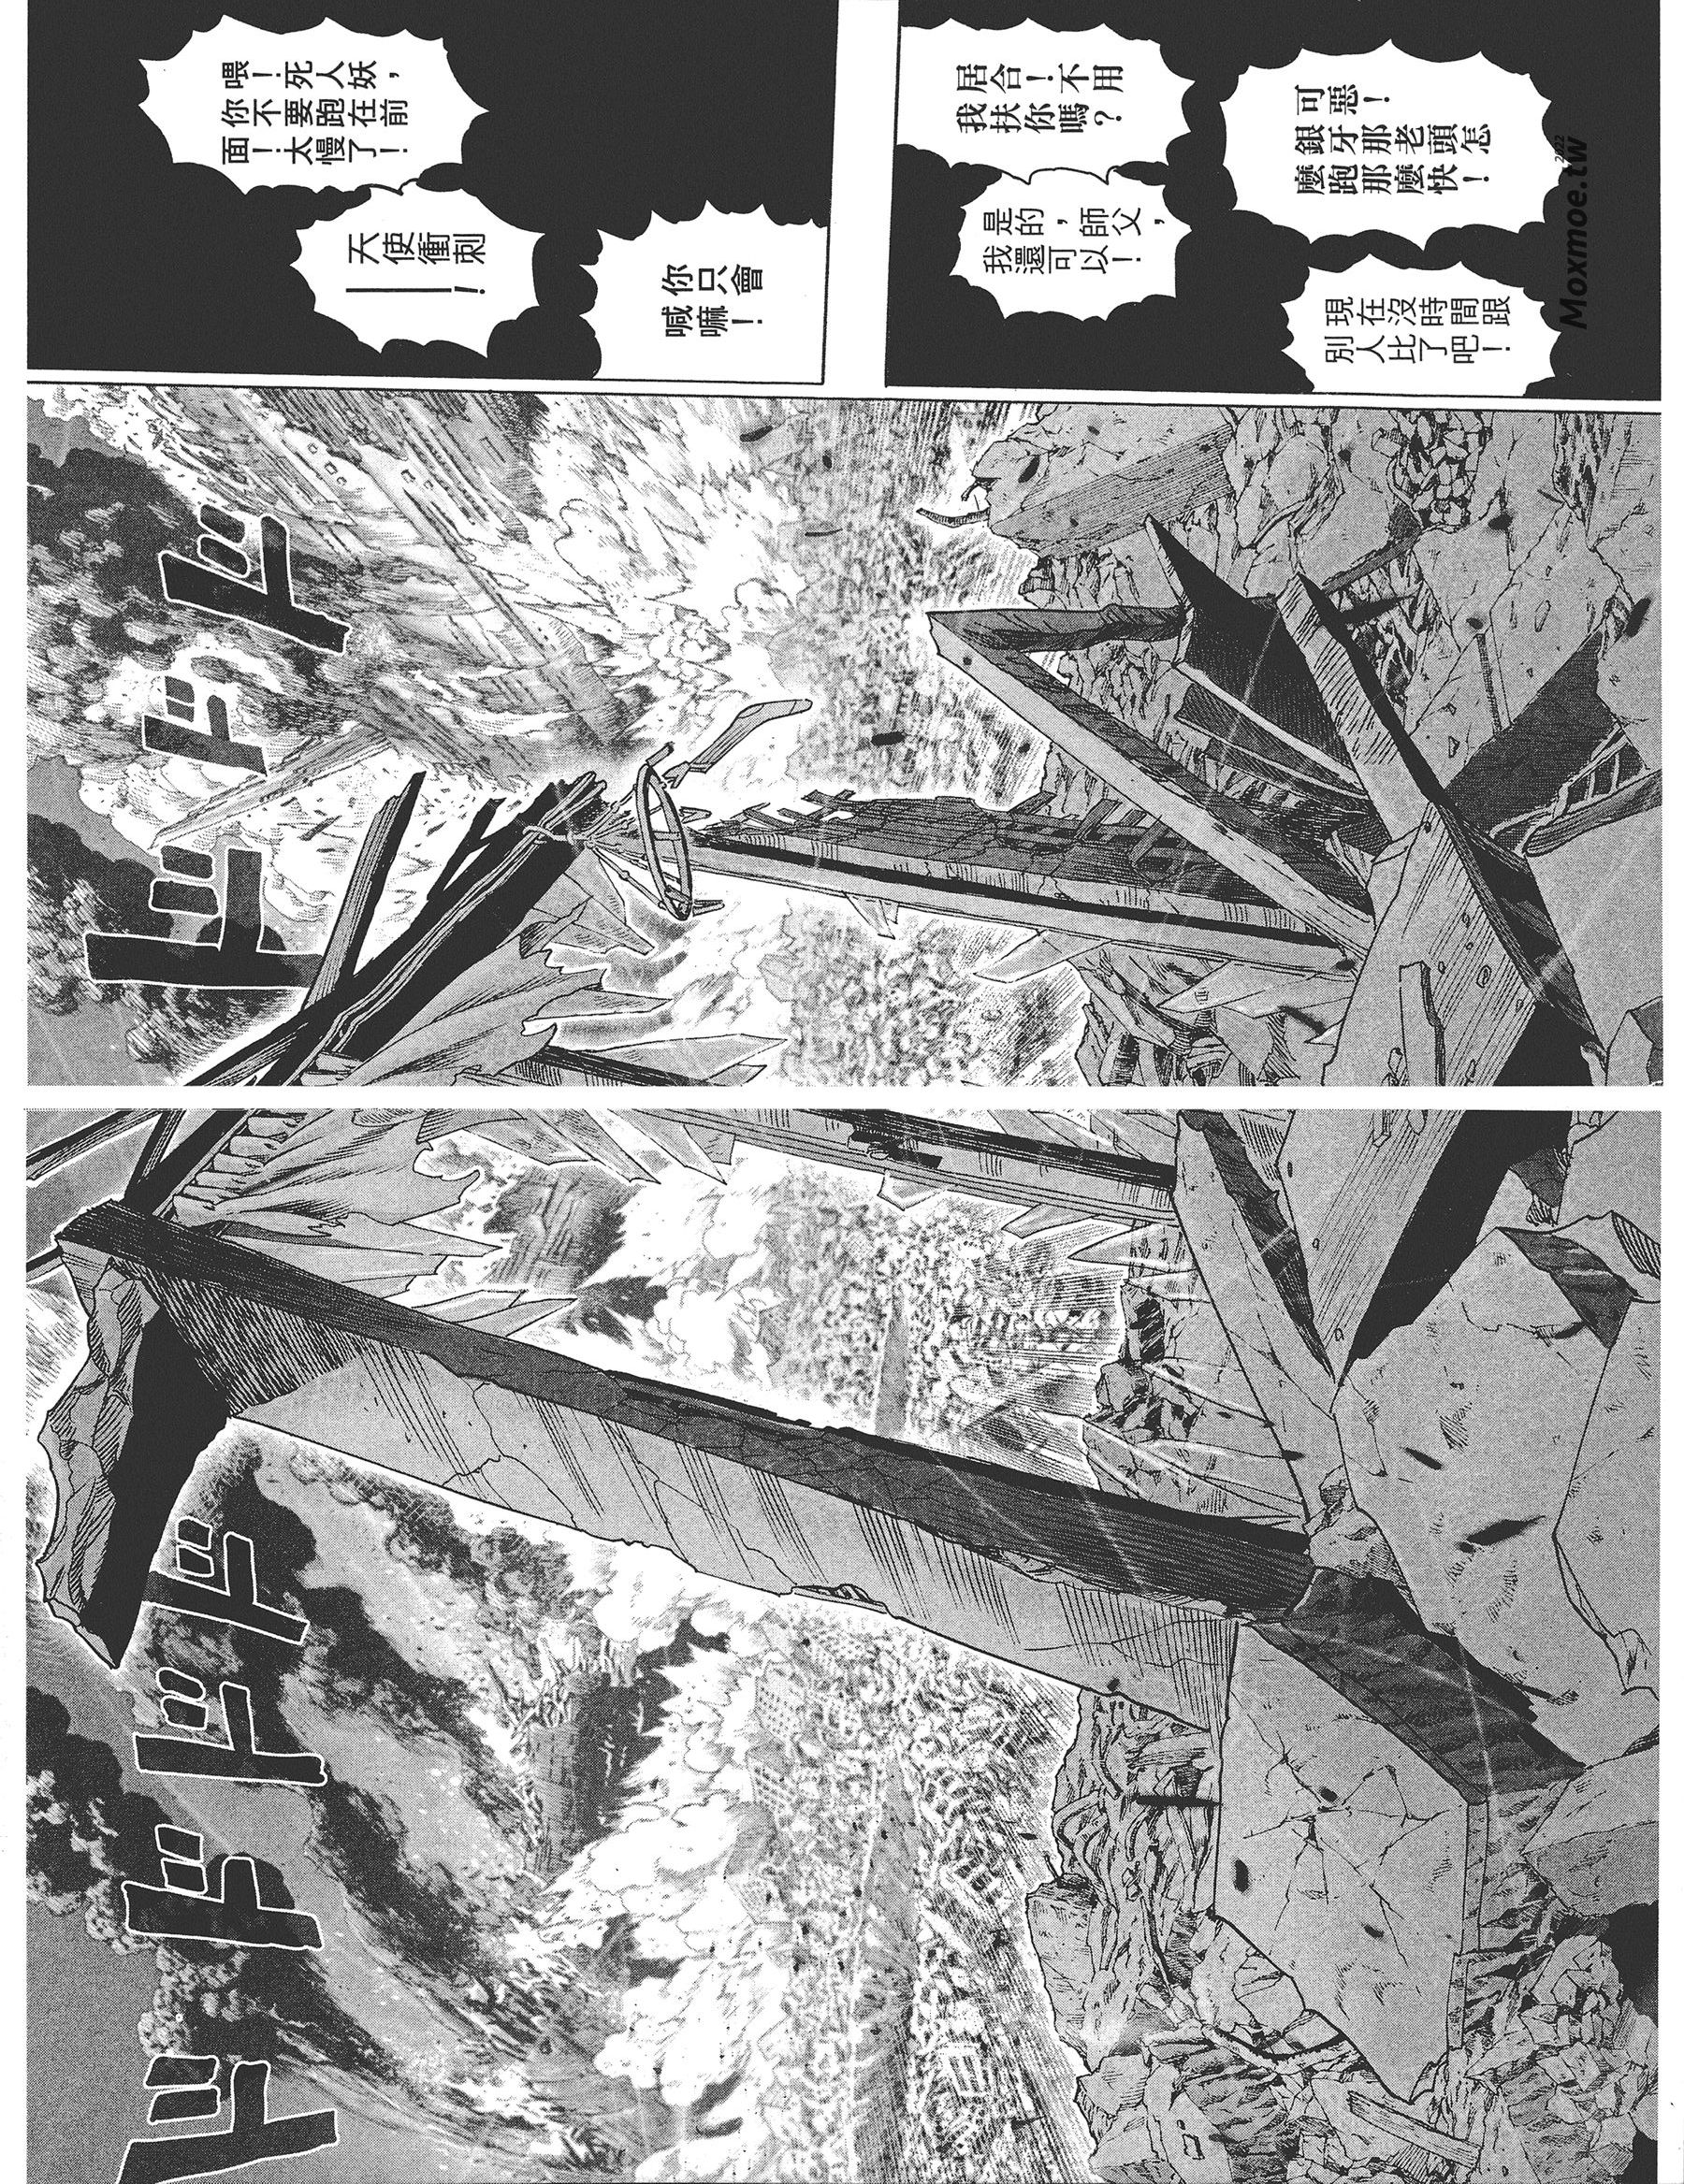 喂！死人妖，
你不要跑在前
面！太慢了！
天使衝刺
——！
你只會
喊嘛！
居合！不用
我扶你嗎？
是的，師父，
我還可以！
可惡！
銀牙那老頭怎
麼跑那麼快！
現在沒時間跟
別人比了吧！
ドドドドドドド
Moxmoe.tw
2022